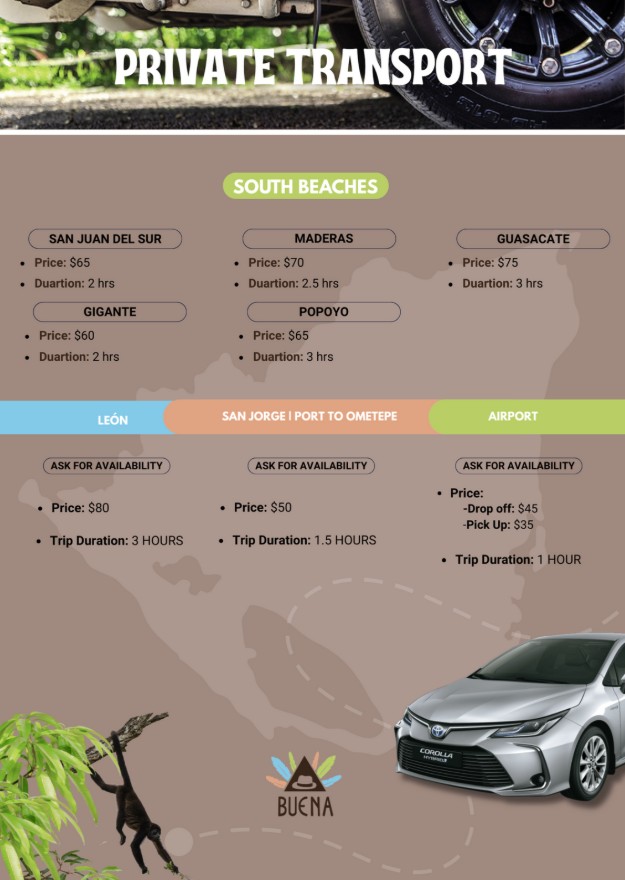 PRIVATE TRANSPORT
SOUTH BEACHES
SAN JUAN DEL SUR
Price: $65
Duartion: 2 hrs
MADERAS
Price: $70
Duartion: 2.5 hrs
GUASACATE
Price: $75
Duartion: 3 hrs
GIGANTE
Price: $60
Duartion: 2 hrs
POPOYO
Price: $65
Duartion: 3 hrs
LEÓN
SAN JORGE | PORT TO OMETEPE
AIRPORT
ASK FOR AVAILABILITY
Price: $80
Trip Duration: 3 HOURS
ASK FOR AVAILABILITY
Price: $50
Trip Duration: 1.5 HOURS
ASK FOR AVAILABILITY
Price:
-Drop off: $45
-Pick Up: $35
Trip Duration: 1 HOUR
COROLLA
BUENA